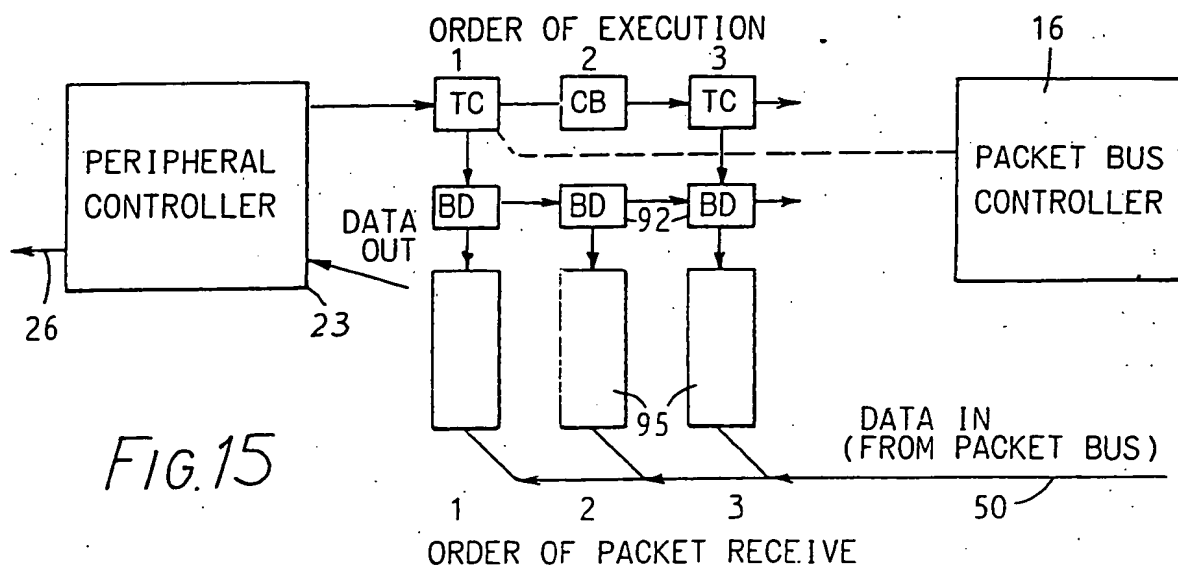 ORDER OF EXECUTION
1 2 3
16
TC CB TC
PERIPHERAL
CONTROLLER
PACKET BUS
CONTROLLER
BD BD 92 BD
DATA
OUT
26
23
95
DATA IN
(FROM PACKET BUS)
FIG.15
50
1 2 3
ORDER OF PACKET RECEIVE